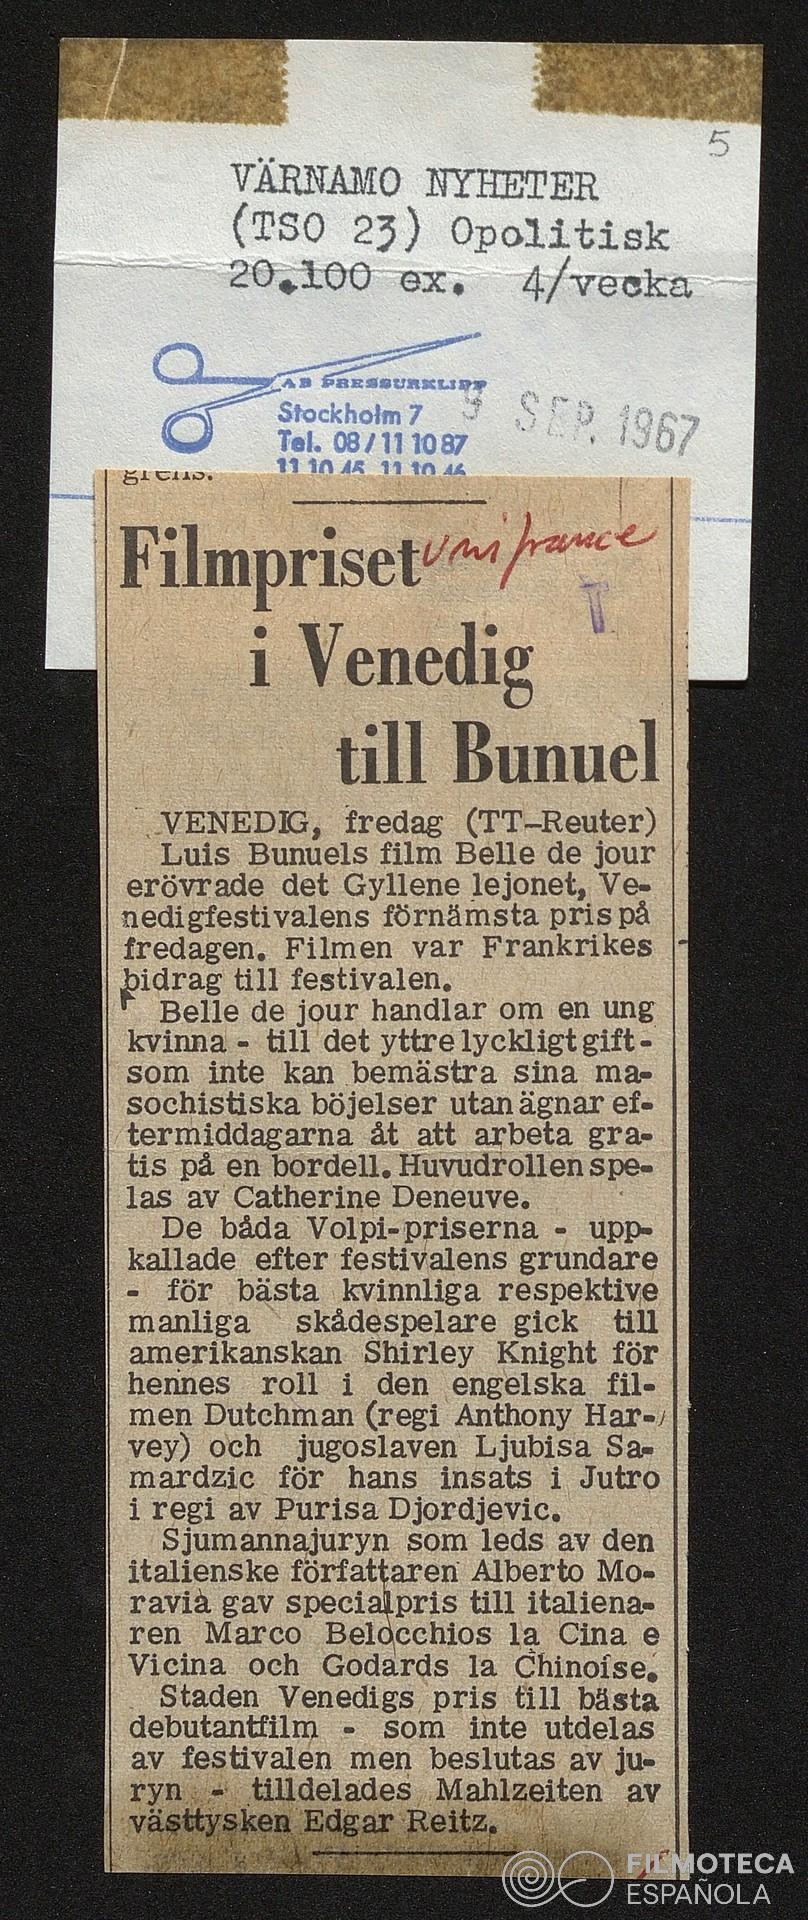 5
VÄRNAMO NYHETER
(TSO 23) Opolitisk
20.100 ex. 4/vecka
AB PRESSURKLIPP
Stockholm 7
Tel. 08/11 10 87
11 10 45, 11 10 46
9 SEP. 1967
grens.
Filmpriset
unifrance
T
i Venedig
till Bunuel
VENEDIG, fredag (TT-Reuter)
Luis Bunuels film Belle de jour
erövrade det Gyllene lejonet, Ve-
nedigfestivalens förnämsta pris på
fredagen. Filmen var Frankrikes
bidrag till festivalen.
Belle de jour handlar om en ung
kvinna - till det yttre lyckligt gift -
som inte kan bemästra sina ma-
sochistiska böjelser utan ägnar ef-
termiddagarna åt att arbeta gra-
tis på en bordell. Huvudrollen spe-
las av Catherine Deneuve.
De båda Volpi-priserna - upp-
kallade efter festivalens grundare
- för bästa kvinnliga respektive
manliga skådespelare gick till
amerikanskan Shirley Knight för
hennes roll i den engelska fil-
men Dutchman (regi Anthony Har-
vey) och jugoslaven Ljubisa Sa-
mardzic för hans insats i Jutro
i regi av Purisa Djordjevic.
Sjumannajuryn som leds av den
italienske författaren Alberto Mo-
ravia gav specialpris till italiena-
ren Marco Belocchios la Cina e
Vicina och Godards la Chinoise.
Staden Venedigs pris till bästa
debutantfilm - som inte utdelas
av festivalen men beslutas av ju-
ryn - tilldelades Mahlzeiten av
västtysken Edgar Reitz.
FILMOTECA
ESPAÑOLA